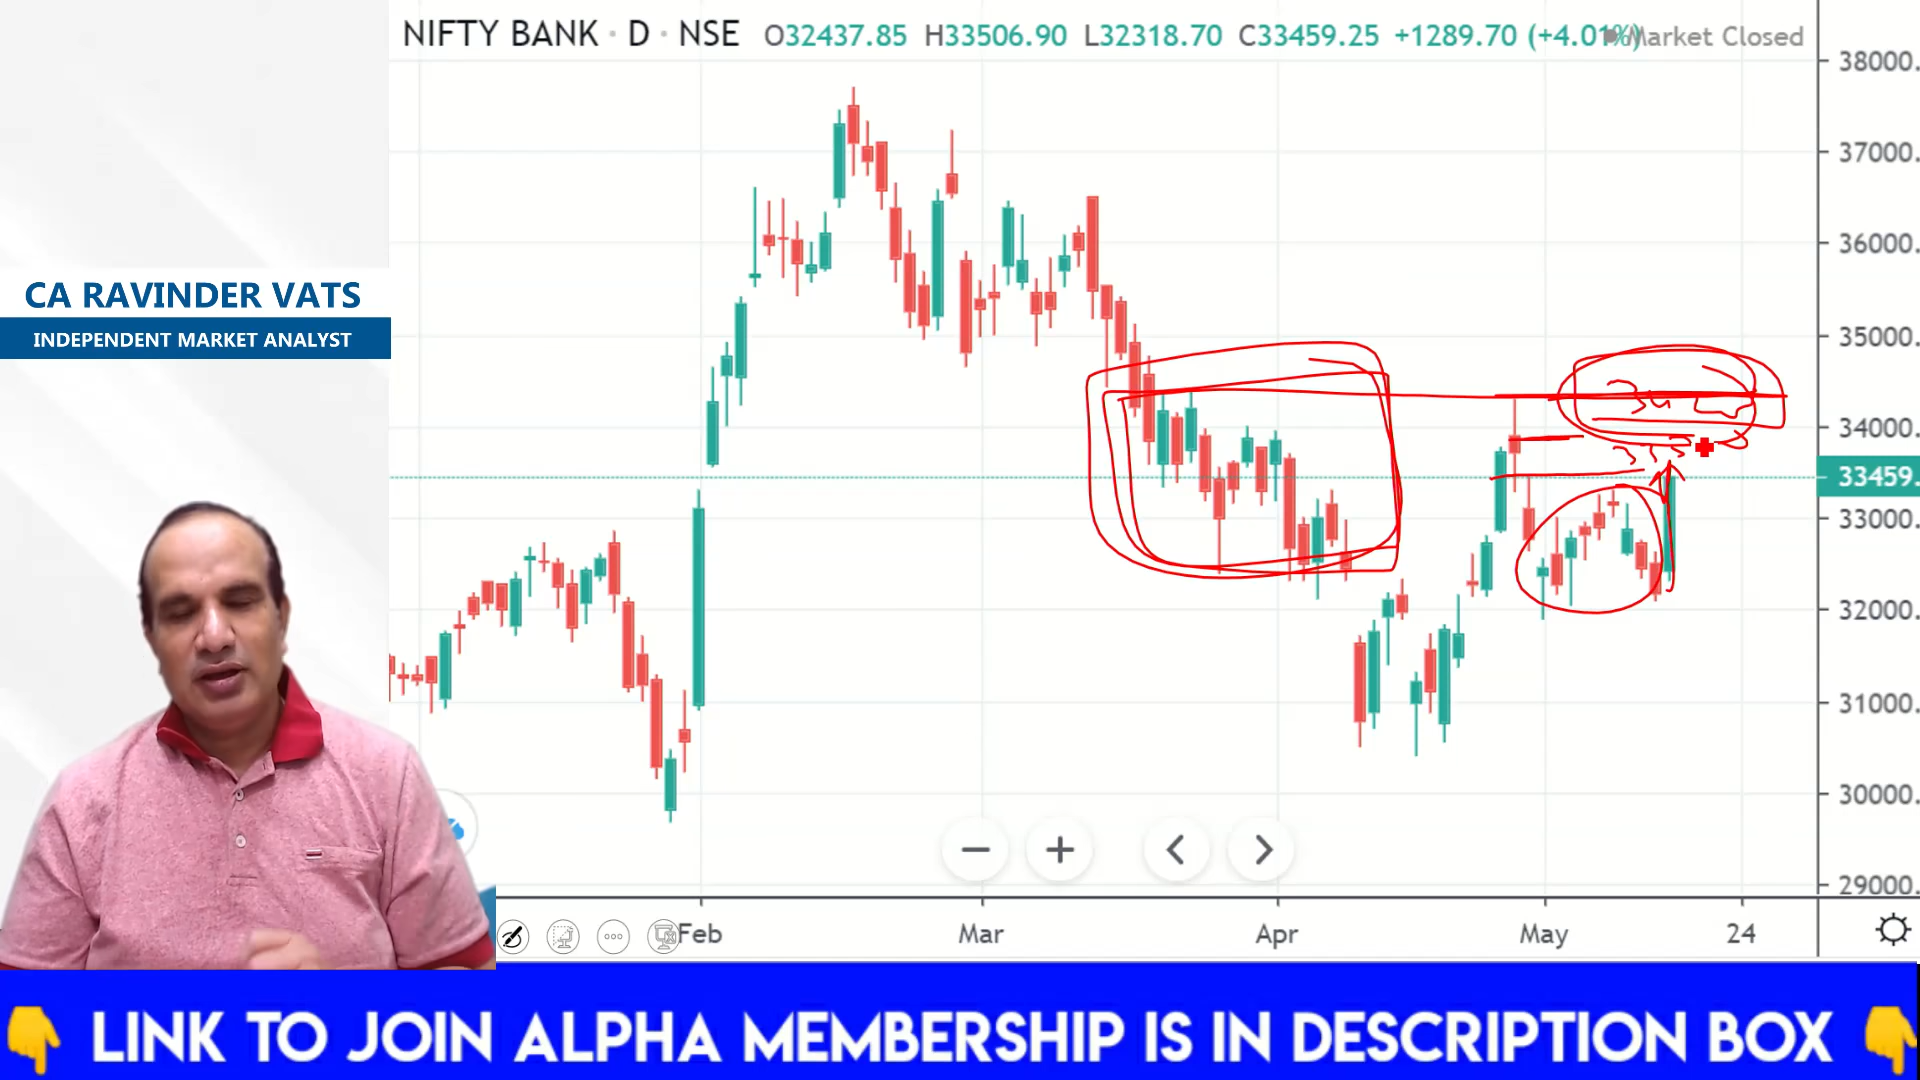 NIFTY BANK · D · NSE O32437.85 H33506.90 L32318.70 C33459.25 +1289.70 (+4.01%) Market Closed
38000.
37000.
36000.
35000.
34000.
33459.
33000.
32000.
31000.
30000.
29000.
CA RAVINDER VATS
INDEPENDENT MARKET ANALYST
Feb Mar Apr May 24
👇 LINK TO JOIN ALPHA MEMBERSHIP IS IN DESCRIPTION BOX 👇